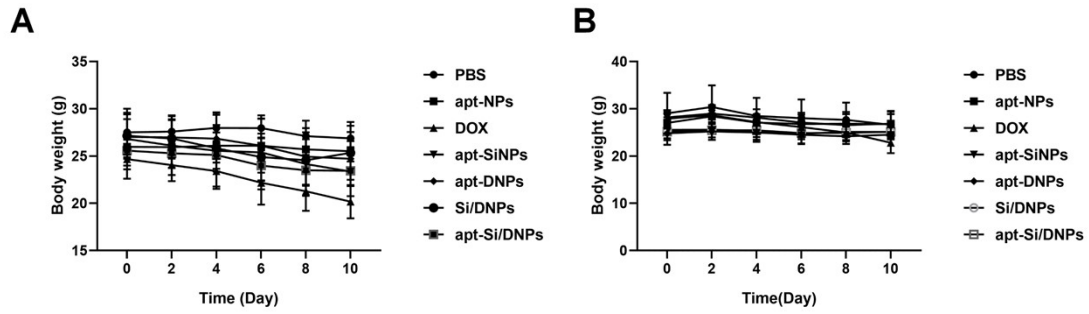 A
Body weight (g)
35
30
25
20
15
0 2 4 6 8 10
Time (Day)
PBS
apt-NPs
DOX
apt-SiNPs
apt-DNPs
Si/DNPs
apt-Si/DNPs
B
Body weight (g)
40
30
20
10
0
0 2 4 6 8 10
Time(Day)
PBS
apt-NPs
DOX
apt-SiNPs
apt-DNPs
Si/DNPs
apt-Si/DNPs